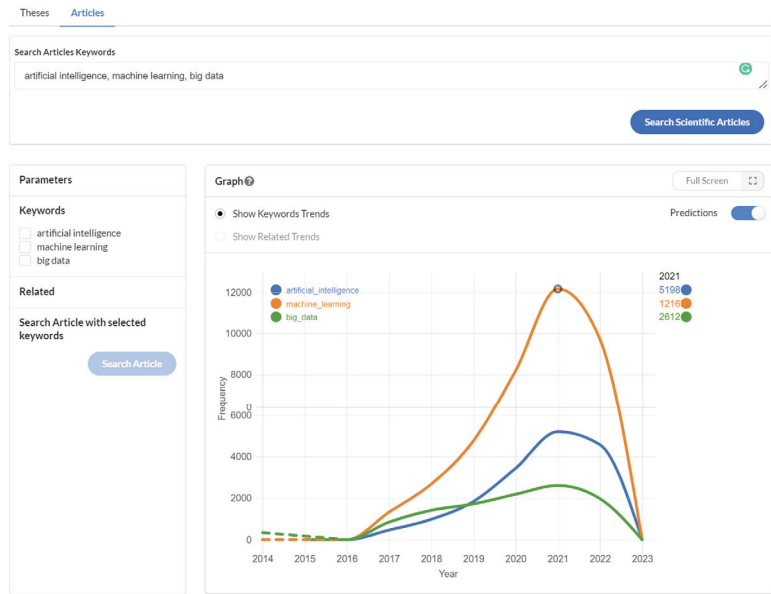 Theses Articles
Search Articles Keywords
artificial intelligence, machine learning, big data
Search Scientific Articles
Parameters
Keywords
artificial intelligence
machine learning
big data
Related
Search Article with selected
keywords
Search Article
Graph
Full Screen
Show Keywords Trends
Predictions
Show Related Trends
artificial_intelligence
machine_learning
big_data
2021
5198
1216
2612
Frequency
12000
10000
8000
0
6000
4000
2000
0
2014 2015 2016 2017 2018 2019 2020 2021 2022 2023
Year